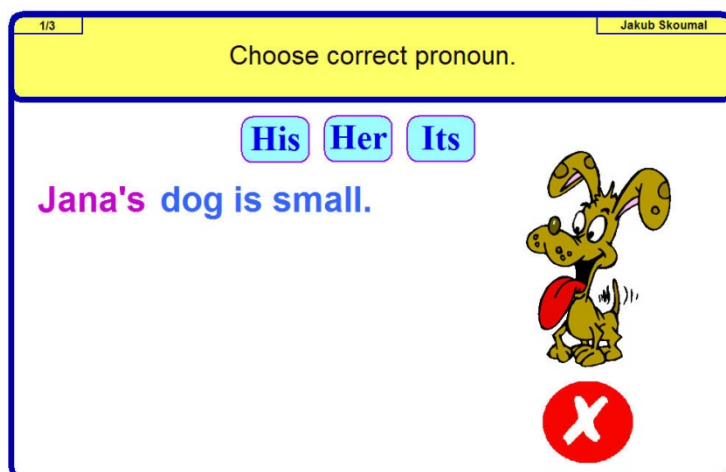 1/3
Jakub Skoumal
Choose correct pronoun.
His Her Its
Jana's dog is small.